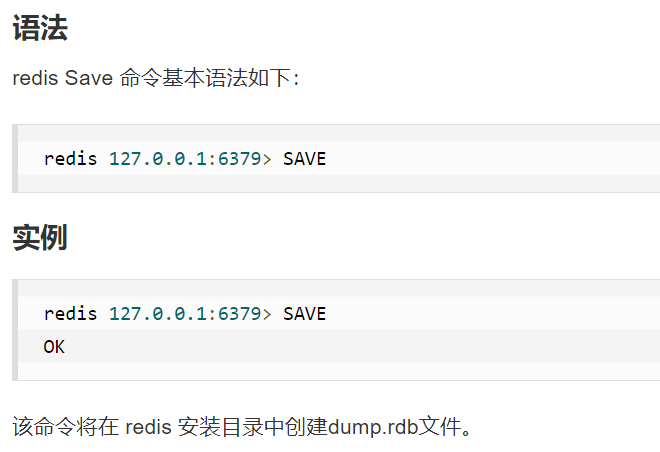 语法
redis Save 命令基本语法如下：
redis 127.0.0.1:6379> SAVE
实例
redis 127.0.0.1:6379> SAVE
OK
该命令将在 redis 安装目录中创建dump.rdb文件。